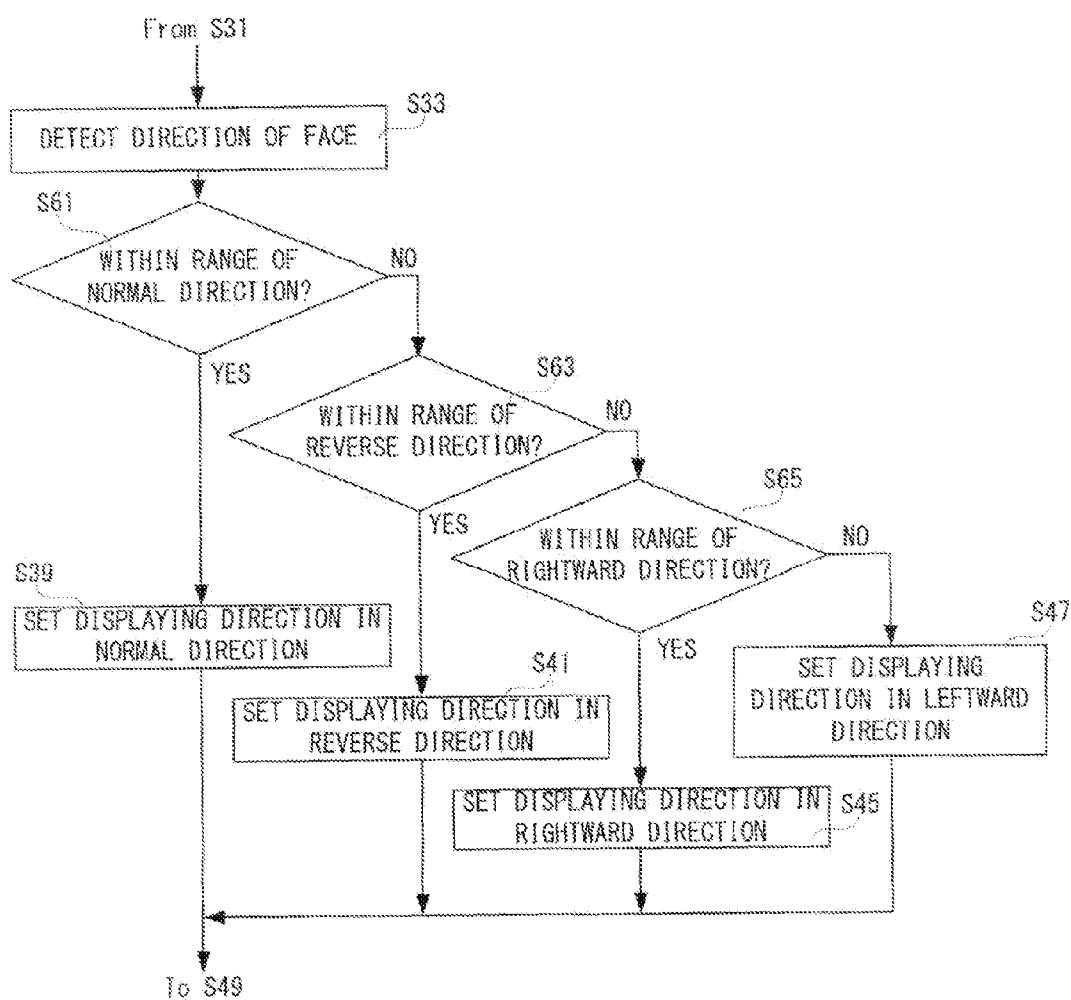 From S31
S33
DETECT DIRECTION OF FACE
S61
WITHIN RANGE OF
NORMAL DIRECTION?
NO
YES
S63
WITHIN RANGE OF
REVERSE DIRECTION?
NO
YES
S65
WITHIN RANGE OF
RIGHTWARD DIRECTION?
NO
YES
S39
SET DISPLAYING DIRECTION IN
NORMAL DIRECTION
S41
SET DISPLAYING DIRECTION IN
REVERSE DIRECTION
S45
SET DISPLAYING DIRECTION IN
RIGHTWARD DIRECTION
S47
SET DISPLAYING
DIRECTION IN LEFTWARD
DIRECTION
To S49